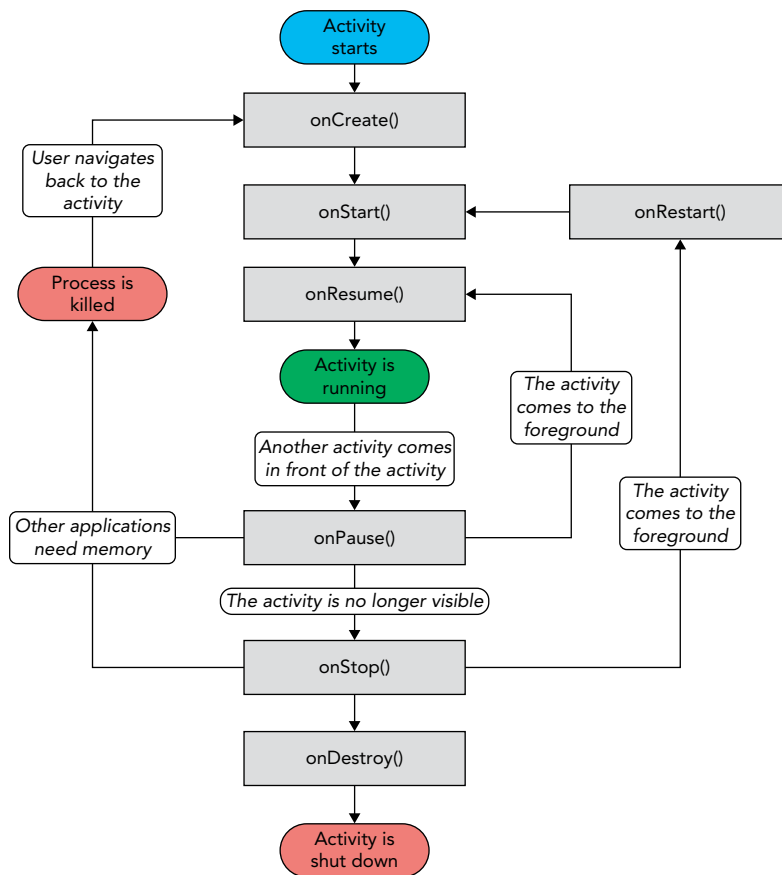 Activity
starts
onCreate()
User navigates
back to the
activity
onStart()
onRestart()
Process is
killed
onResume()
Activity is
running
The activity
comes to the
foreground
Another activity comes
in front of the activity
The activity
comes to the
foreground
Other applications
need memory
onPause()
The activity is no longer visible
onStop()
onDestroy()
Activity is
shut down